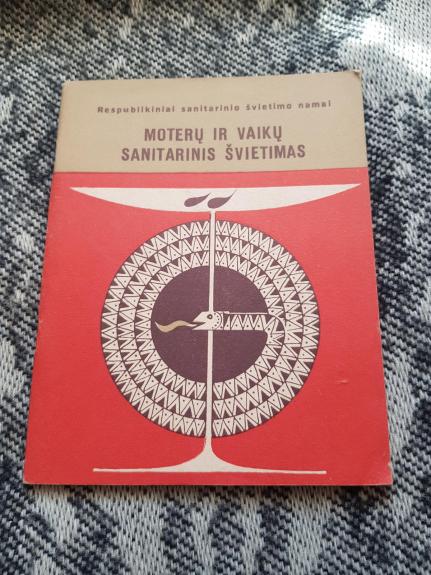 Respublikiniai sanitarinio švietimo namai
MOTERŲ IR VAIKŲ
SANITARINIS ŠVIETIMAS